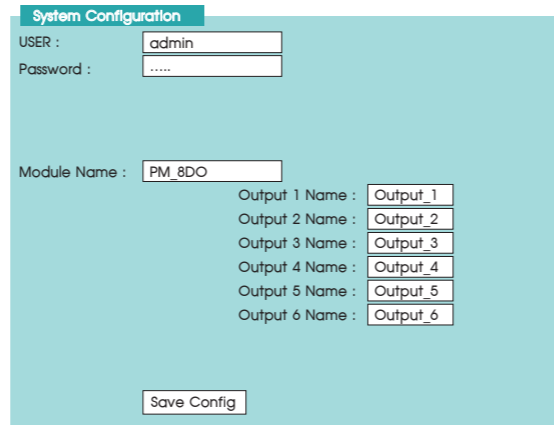 System Configuration
USER : admin
Password : .....
Module Name : PM_8DO
Output 1 Name : Output_1
Output 2 Name : Output_2
Output 3 Name : Output_3
Output 4 Name : Output_4
Output 5 Name : Output_5
Output 6 Name : Output_6
Save Config